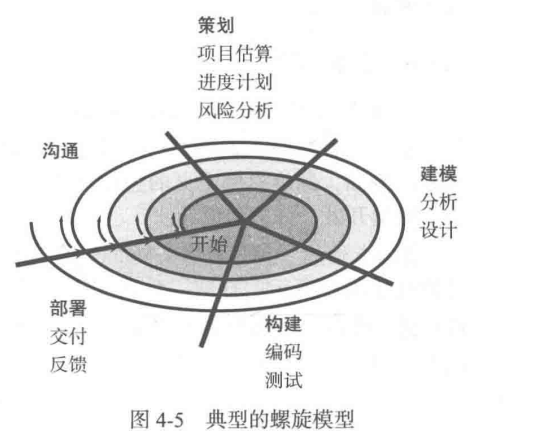 策划
项目估算
进度计划
风险分析
沟通
建模
分析
设计
开始
部署
交付
反馈
构建
编码
测试
图 4-5 典型的螺旋模型